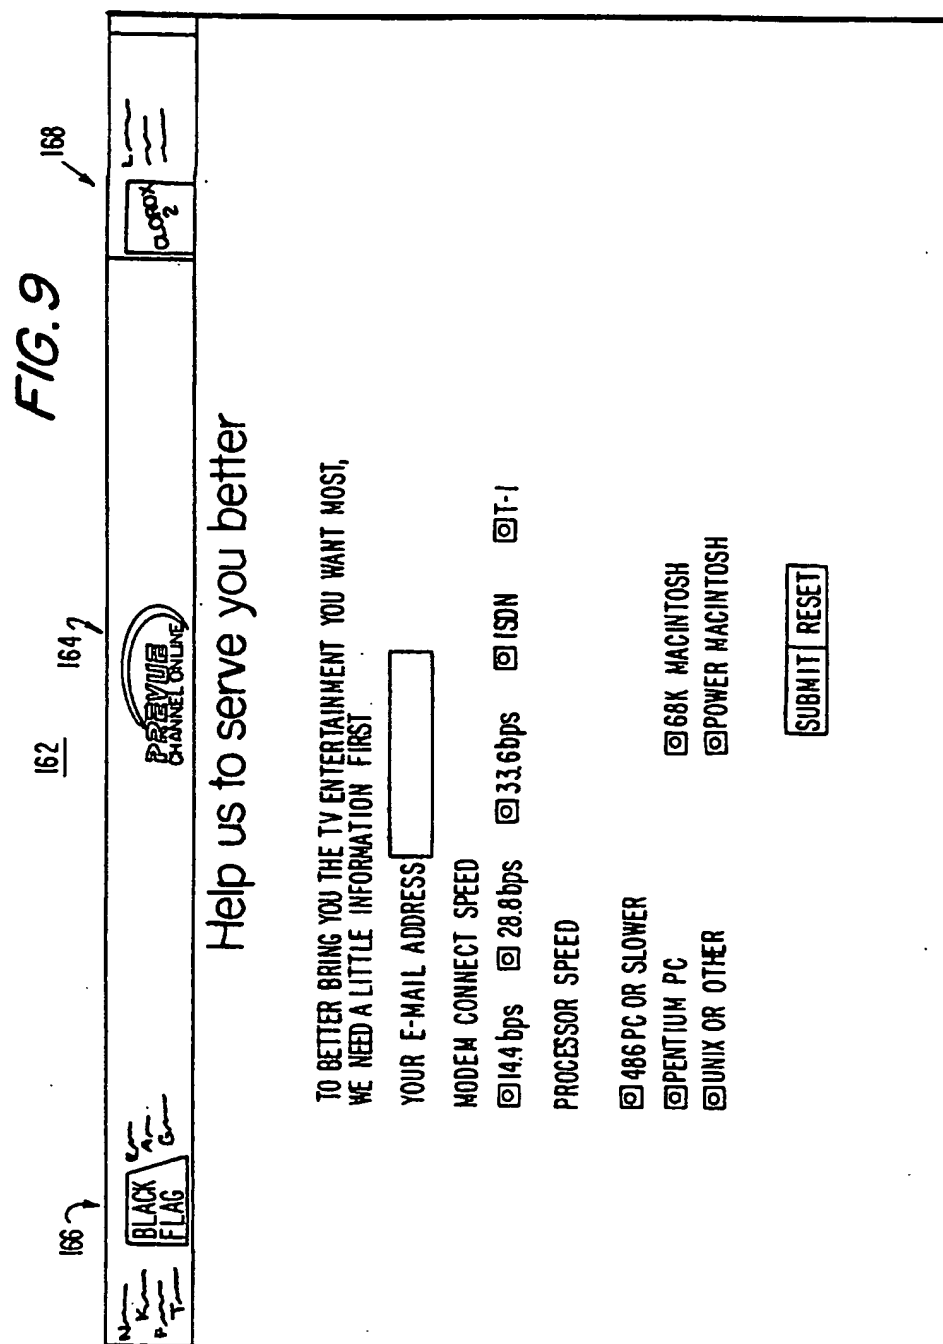 FIG. 9
162
164
166
168
BLACK
FLAG
PREVUE
CHANNEL ONLINE
CLOROX
2
Help us to serve you better
TO BETTER BRING YOU THE TV ENTERTAINMENT YOU WANT MOST,
WE NEED A LITTLE INFORMATION FIRST
YOUR E-MAIL ADDRESS
MODEM CONNECT SPEED
14.4 bps 28.8bps 33.6bps ISDN T-1
PROCESSOR SPEED
486 PC OR SLOWER 68K MACINTOSH
PENTIUM PC POWER MACINTOSH
UNIX OR OTHER
SUBMIT RESET